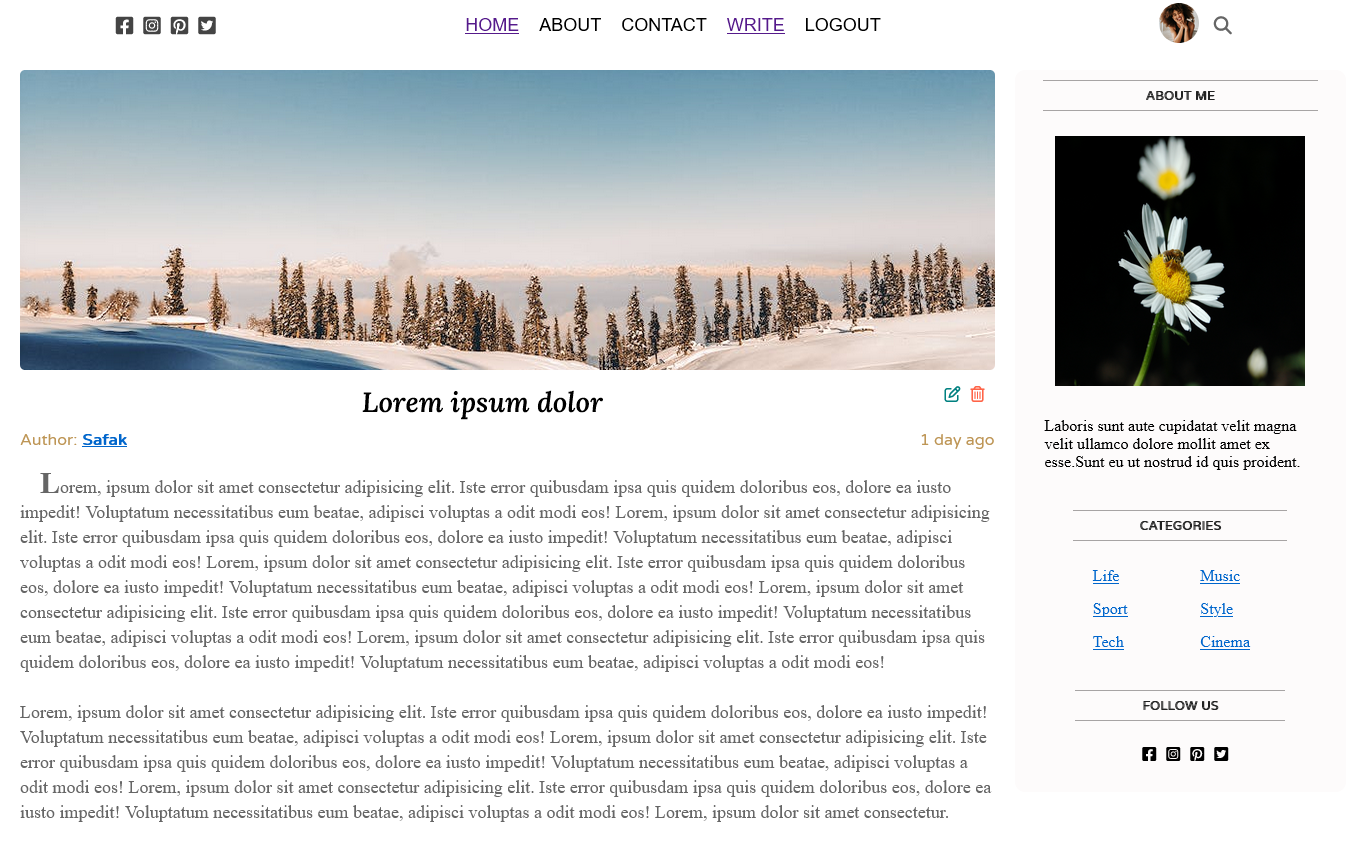 HOME ABOUT CONTACT WRITE LOGOUT
Lorem ipsum dolor
Author: Safak
1 day ago
Lorem, ipsum dolor sit amet consectetur adipisicing elit. Iste error quibusdam ipsa quis quidem doloribus eos, dolore ea iusto
impedit! Voluptatum necessitatibus eum beatae, adipisci voluptas a odit modi eos! Lorem, ipsum dolor sit amet consectetur adipisicing
elit. Iste error quibusdam ipsa quis quidem doloribus eos, dolore ea iusto impedit! Voluptatum necessitatibus eum beatae, adipisci
voluptas a odit modi eos! Lorem, ipsum dolor sit amet consectetur adipisicing elit. Iste error quibusdam ipsa quis quidem doloribus
eos, dolore ea iusto impedit! Voluptatum necessitatibus eum beatae, adipisci voluptas a odit modi eos! Lorem, ipsum dolor sit amet
consectetur adipisicing elit. Iste error quibusdam ipsa quis quidem doloribus eos, dolore ea iusto impedit! Voluptatum necessitatibus
eum beatae, adipisci voluptas a odit modi eos! Lorem, ipsum dolor sit amet consectetur adipisicing elit. Iste error quibusdam ipsa quis
quidem doloribus eos, dolore ea iusto impedit! Voluptatum necessitatibus eum beatae, adipisci voluptas a odit modi eos!
Lorem, ipsum dolor sit amet consectetur adipisicing elit. Iste error quibusdam ipsa quis quidem doloribus eos, dolore ea iusto impedit!
Voluptatum necessitatibus eum beatae, adipisci voluptas a odit modi eos! Lorem, ipsum dolor sit amet consectetur adipisicing elit. Iste
error quibusdam ipsa quis quidem doloribus eos, dolore ea iusto impedit! Voluptatum necessitatibus eum beatae, adipisci voluptas a
odit modi eos! Lorem, ipsum dolor sit amet consectetur adipisicing elit. Iste error quibusdam ipsa quis quidem doloribus eos, dolore ea
iusto impedit! Voluptatum necessitatibus eum beatae, adipisci voluptas a odit modi eos! Lorem, ipsum dolor sit amet consectetur.
ABOUT ME
Laboris sunt aute cupidatat velit magna
velit ullamco dolore mollit amet ex
esse.Sunt eu ut nostrud id quis proident.
CATEGORIES
Life Music
Sport Style
Tech Cinema
FOLLOW US